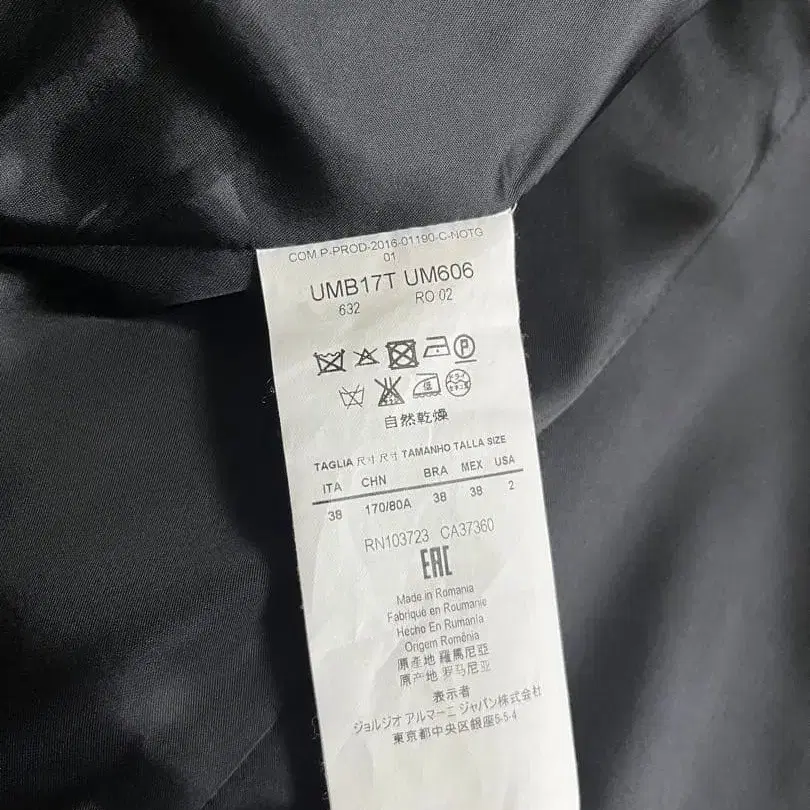 COM.P-PROD-2016-01190-C-NOTG
01
UMB17T UM606
632 RO 02
自然乾燥
TAGLIA 尺寸 尺寸 TAMANHO TALLA SIZE
ITA CHN BRA MEX USA
38 170/80A 38 38 2
RN103723 CA37360
EAC
Made in Romania
Fabriqué en Roumanie
Hecho En Rumania
Origem Romênia
原產地 羅馬尼亞
原产地 罗马尼亚
表示者
ジョルジオ アルマーニ ジャパン株式会社
東京都中央区銀座5-5-4